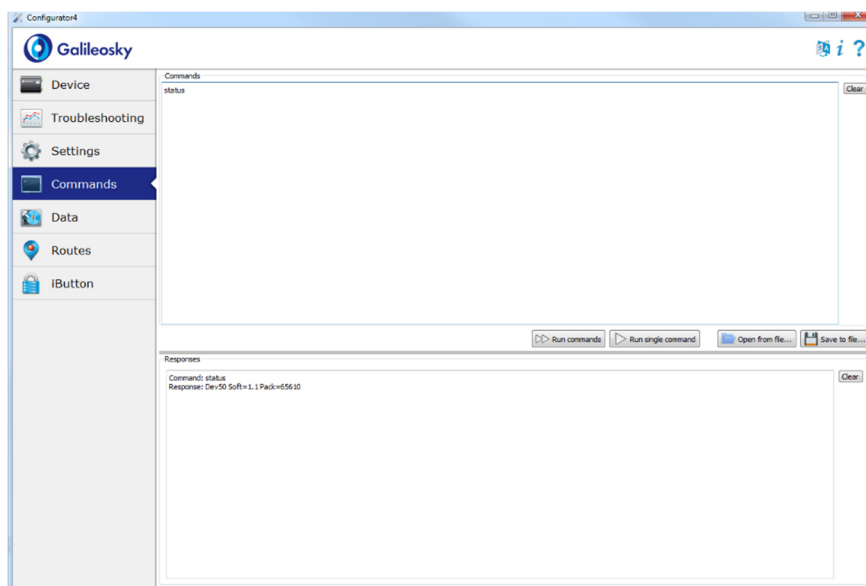 Configurator4
Galileosky
Device
Troubleshooting
Settings
Commands
Data
Routes
iButton
Commands
status
Clear
Run commands
Run single command
Open from file...
Save to file...
Responses
Command: status
Response: Dev50 Soft=1.1 Pack=65610
Clear